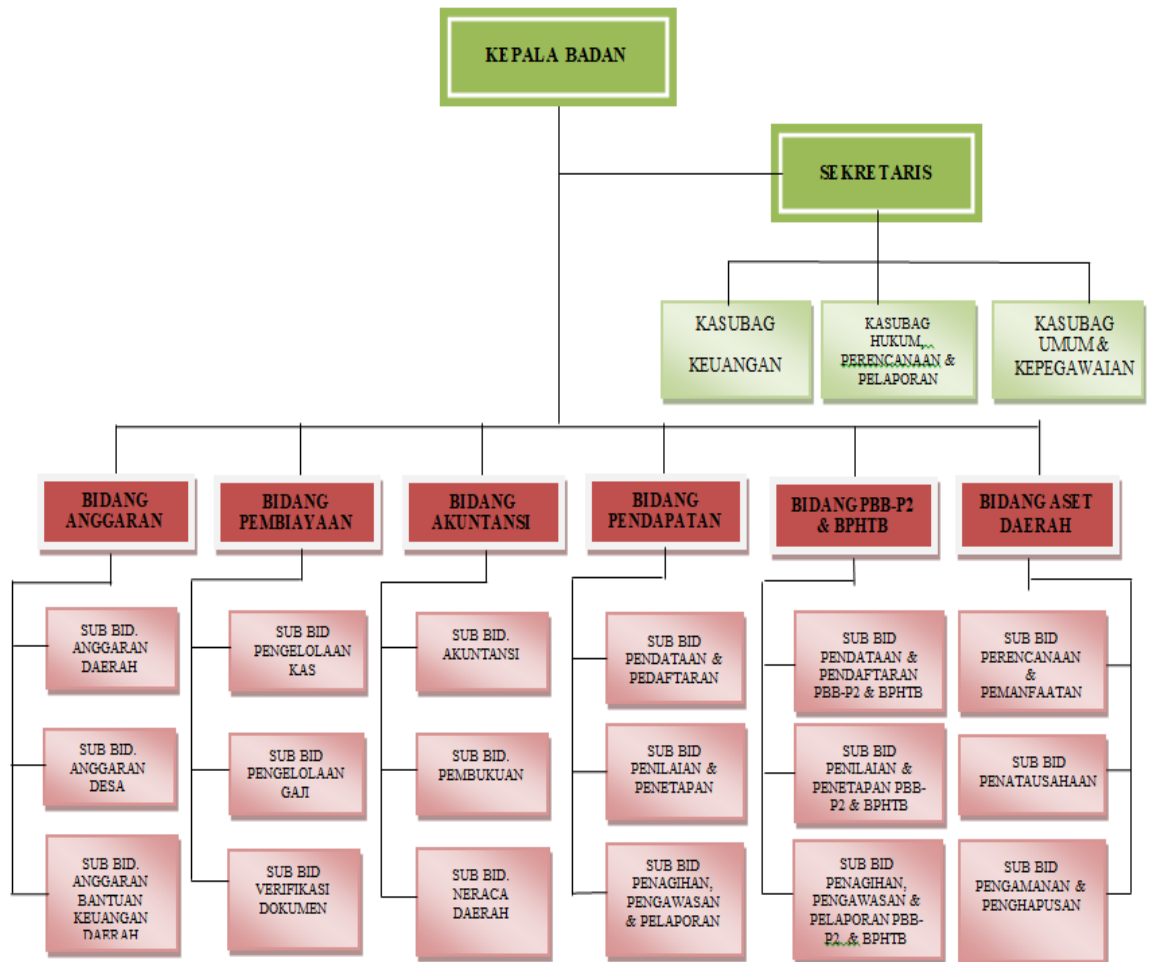 KEPALA BADAN
SEKRETARIS
KASUBAG
KEUANGAN
KASUBAG
HUKUM,
PERENCANAAN &
PELAPORAN
KASUBAG
UMUM &
KEPEGAWAIAN
BIDANG
ANGGARAN
BIDANG
PEMBIAYAAN
BIDANG
AKUNTANSI
BIDANG
PENDAPATAN
BIDANG PBB-P2
& BPHTB
BIDANG ASET
DAERAH
SUB BID.
ANGGARAN
DAERAH
SUB BID
PENGELOLAAN
KAS
SUB BID.
AKUNTANSI
SUB BID
PENDATAAN &
PEDAFTARAN
SUB BID
PENDATAAN &
PENDAFTARAN
PBB-P2 & BPHTB
SUB BID
PERENCANAAN
&
PEMANFAATAN
SUB BID.
ANGGARAN
DESA
SUB BID
PENGELOLAAN
GAJI
SUB BID.
PEMBUKUAN
SUB BID
PENILAIAN &
PENETAPAN
SUB BID
PENILAIAN &
PENETAPAN PBB-
P2 & BPHTB
SUB BID
PENATAUSAHAAN
SUB BID.
ANGGARAN
BANTUAN
KEUANGAN
DAERAH
SUB BID
VERIFIKASI
DOKUMEN
SUB BID.
NERACA
DAERAH
SUB BID
PENAGIHAN,
PENGAWASAN
& PELAPORAN
SUB BID
PENAGIHAN,
PENGAWASAN &
PELAPORAN PBB-
P2 & BPHTB
SUB BID
PENGAMANAN &
PENGHAPUSAN